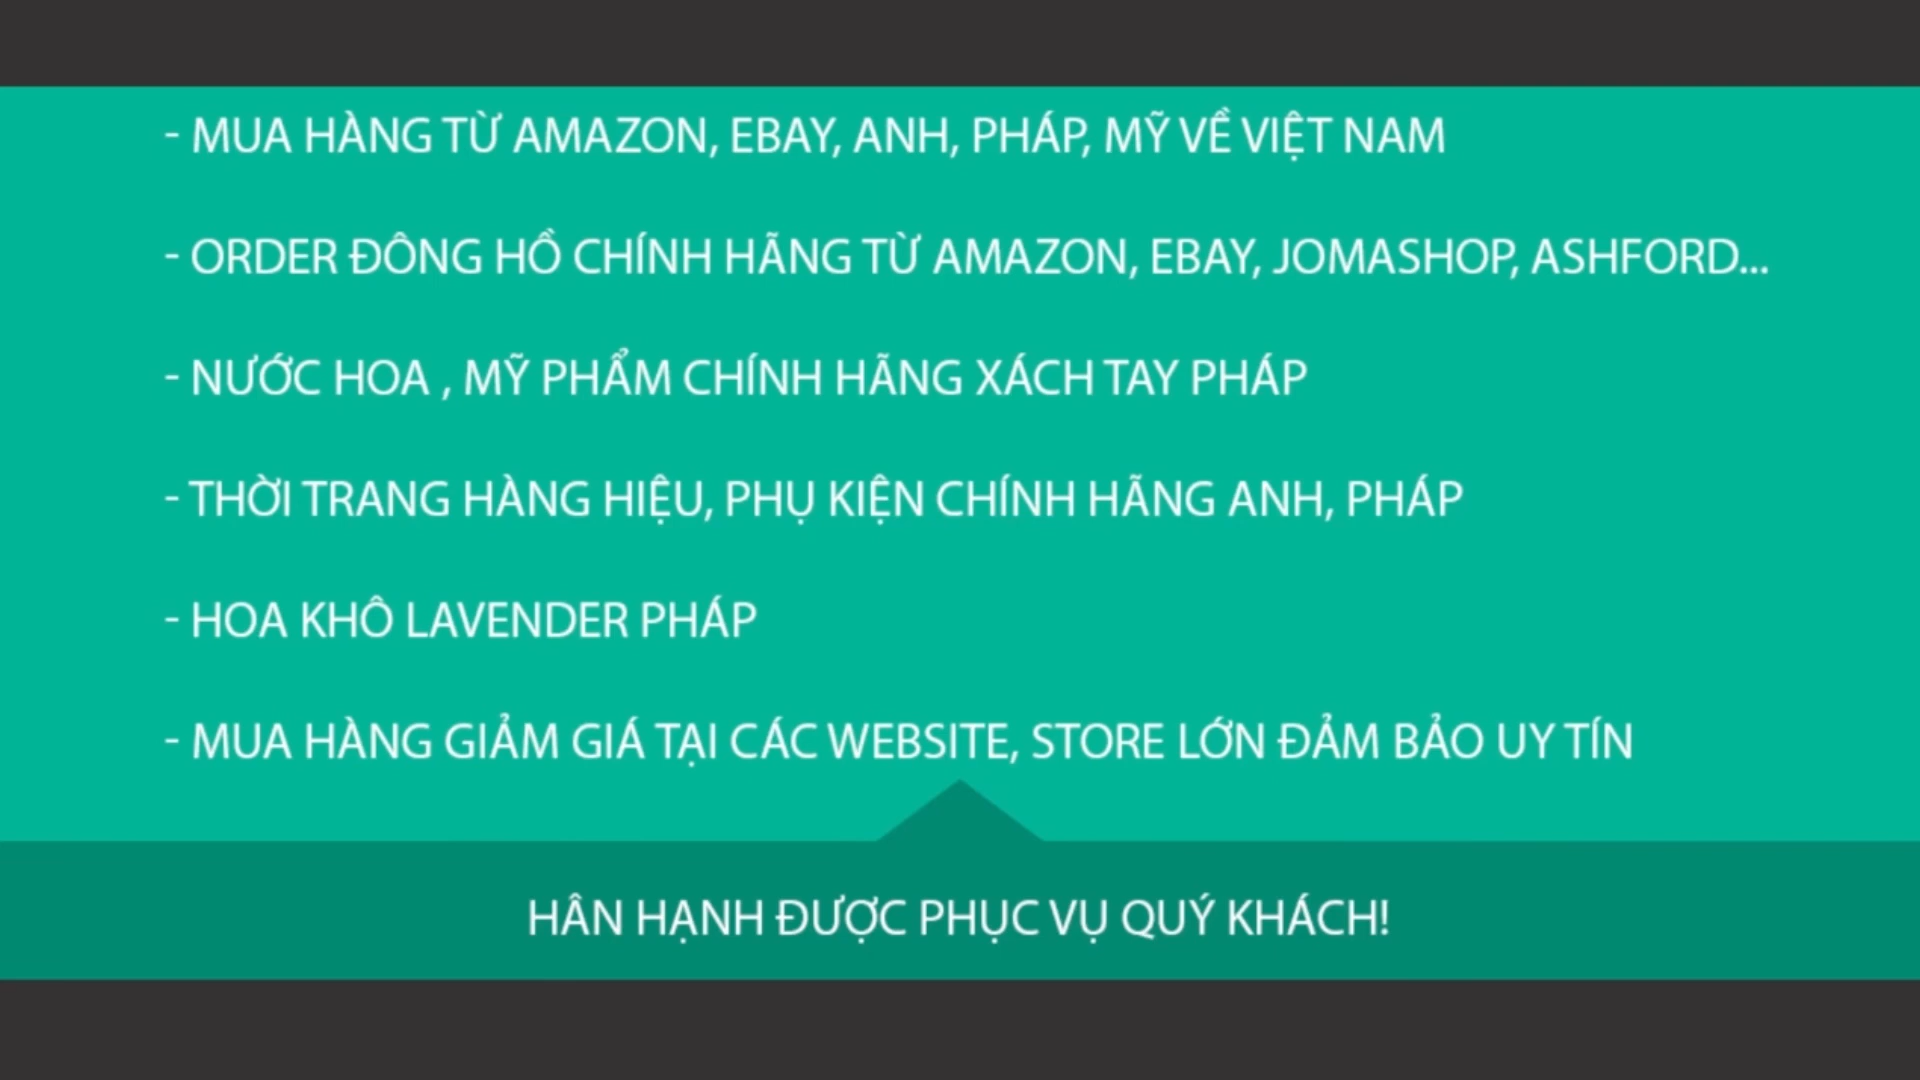 - MUA HÀNG TỪ AMAZON, EBAY, ANH, PHÁP, MỸ VỀ VIỆT NAM
- ORDER ĐÔNG HỒ CHÍNH HÃNG TỪ AMAZON, EBAY, JOMASHOP, ASHFORD...
- NƯỚC HOA , MỸ PHẨM CHÍNH HÃNG XÁCH TAY PHÁP
- THỜI TRANG HÀNG HIỆU, PHỤ KIỆN CHÍNH HÃNG ANH, PHÁP
- HOA KHÔ LAVENDER PHÁP
- MUA HÀNG GIẢM GIÁ TẠI CÁC WEBSITE, STORE LỚN ĐẢM BẢO UY TÍN
HÂN HẠNH ĐƯỢC PHỤC VỤ QUÝ KHÁCH!